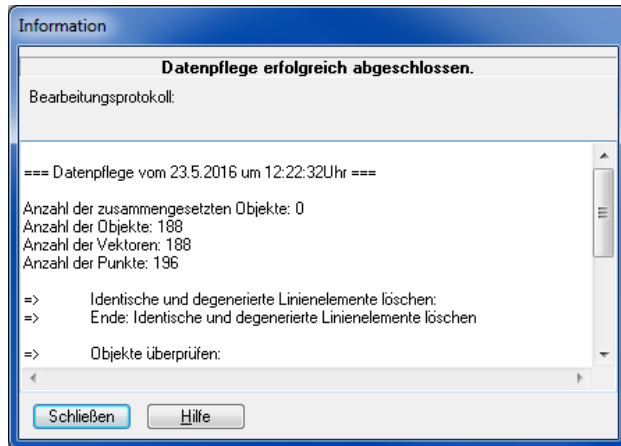 Information
Datenpflege erfolgreich abgeschlossen.
Bearbeitungsprotokoll:
=== Datenpflege vom 23.5.2016 um 12:22:32Uhr ===
Anzahl der zusammengesetzten Objekte: 0
Anzahl der Objekte: 188
Anzahl der Vektoren: 188
Anzahl der Punkte: 196
=> Identische und degenerierte Linienelemente löschen:
=> Ende: Identische und degenerierte Linienelemente löschen
=> Objekte überprüfen:
Schließen Hilfe